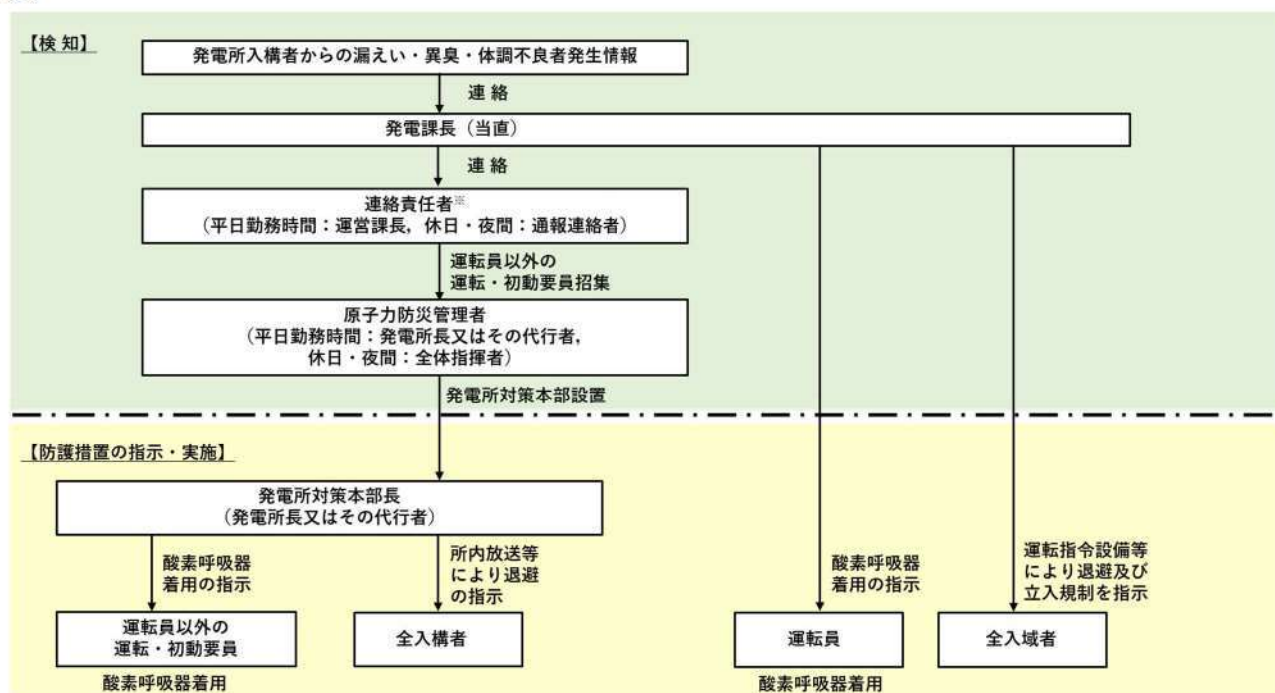 【検 知】
発電所入構者からの漏えい・異臭・体調不良者発生情報
連 絡
発電課長（当直）
連 絡
連絡責任者※
（平日勤務時間：運営課長，休日・夜間：通報連絡者）
運転員以外の
運転・初動要員招集
原子力防災管理者
（平日勤務時間：発電所長又はその代行者，
休日・夜間：全体指揮者）
発電所対策本部設置
【防護措置の指示・実施】
発電所対策本部長
（発電所長又はその代行者）
酸素呼吸器
着用の指示
所内放送等
により退避
の指示
酸素呼吸器
着用の指示
運転指令設備等
により退避及び
立入規制を指示
運転員以外の
運転・初動要員
全入構者
運転員
全入域者
酸素呼吸器着用
酸素呼吸器着用